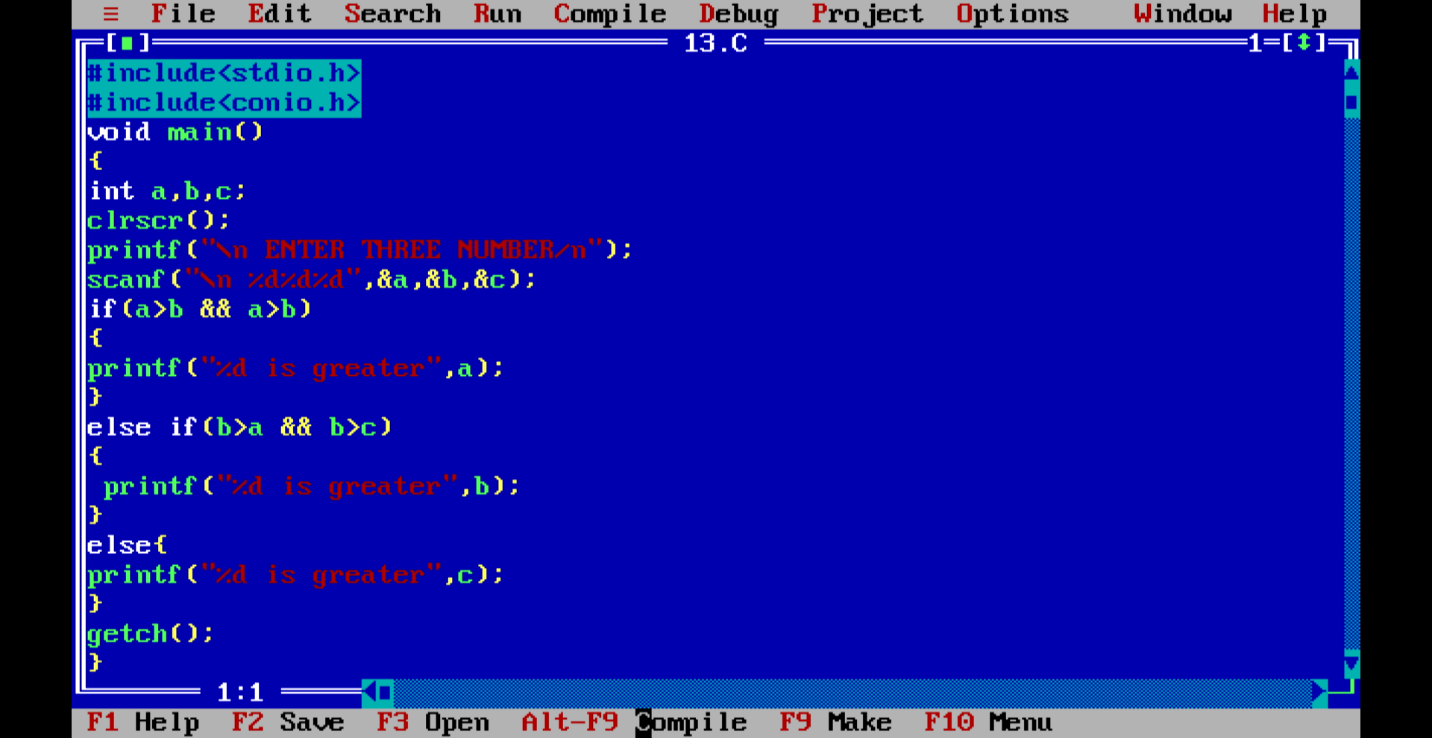 ≡ File Edit Search Run Compile Debug Project Options Window Help
[■] 13.C 1=[↕]
#include<stdio.h>
#include<conio.h>
void main()
{
int a,b,c;
clrscr();
printf("\n ENTER THREE NUMBER/n");
scanf("\n %d%d%d",&a,&b,&c);
if(a>b && a>b)
{
printf("%d is greater",a);
}
else if(b>a && b>c)
{
 printf("%d is greater",b);
}
else{
printf("%d is greater",c);
}
getch();
}
1:1
F1 Help F2 Save F3 Open Alt-F9 Compile F9 Make F10 Menu